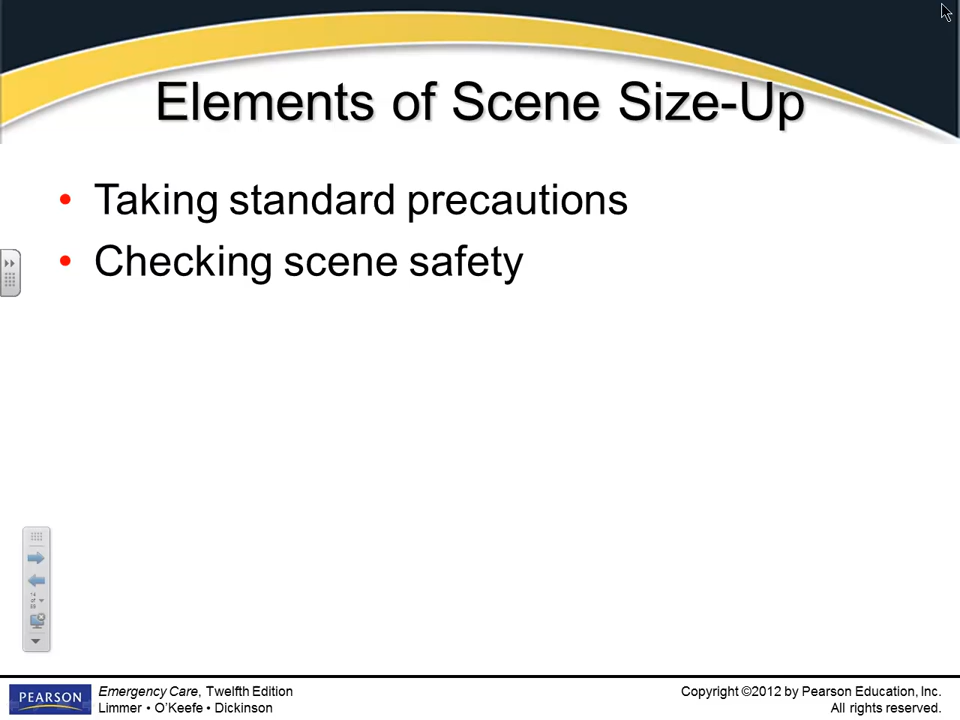 Elements of Scene Size-Up
• Taking standard precautions
• Checking scene safety
PEARSON
Emergency Care, Twelfth Edition
Limmer • O'Keefe • Dickinson
Copyright ©2012 by Pearson Education, Inc.
All rights reserved.